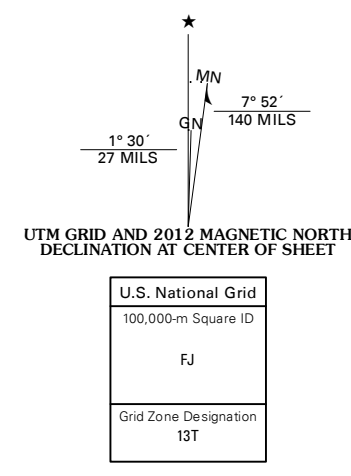 ★
MN
7° 52´
140 MILS
GN
1° 30´
27 MILS
UTM GRID AND 2012 MAGNETIC NORTH
DECLINATION AT CENTER OF SHEET
U.S. National Grid
100,000-m Square ID
FJ
Grid Zone Designation
13T